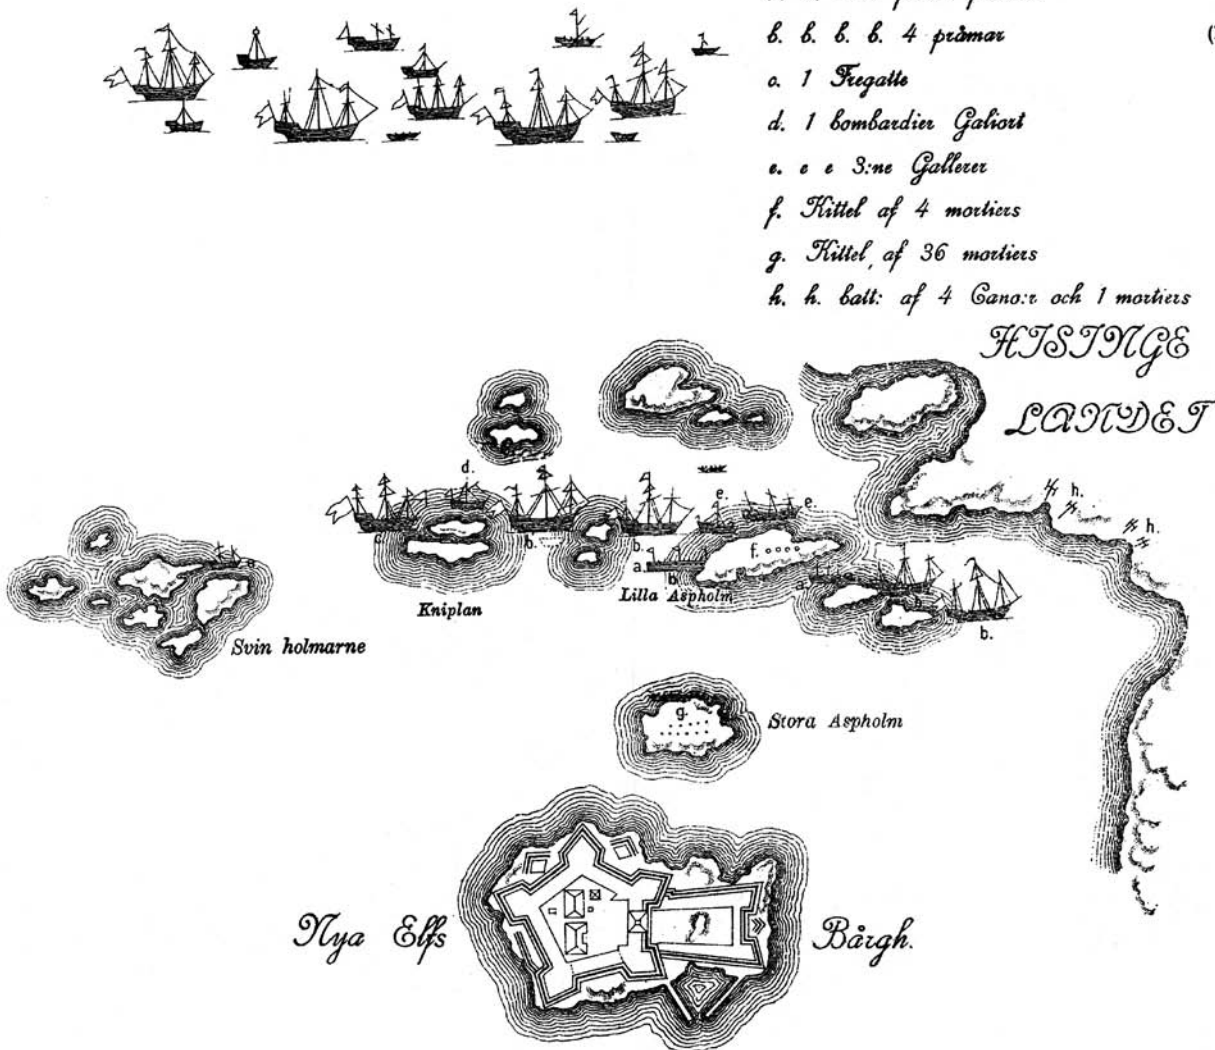 b. b. b. b. 4 pråmar
c. 1 Fregatte
d. 1 bombardier Galiort
e. e e 3:ne Gallerer
f. Kittel af 4 mortiers
g. Kittel, af 36 mortiers
h. h. batt: af 4 Cano:r och 1 mortiers
HISINGE
LANDET
d.
h.
e.
e.
h.
c.
b.
b.
f.
a.
a.
b.
a.
Lilla Aspholm
Kniplan
b.
Svin holmarne
g.
Stora Aspholm
Nya Elfs
Bårgh.